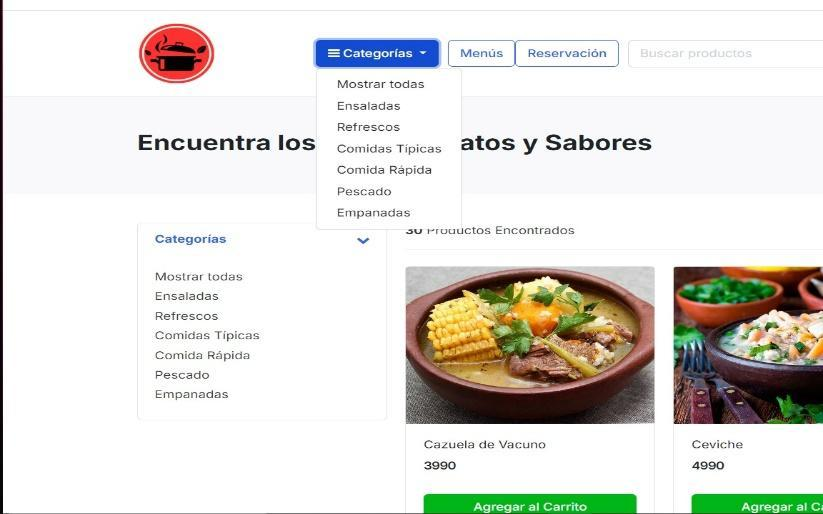 Categorías
Menús
Reservación
Buscar productos
Mostrar todas
Ensaladas
Refrescos
Comidas Típicas
Comida Rápida
Pescado
Empanadas
Encuentra los atos y Sabores
Categorías
Mostrar todas
Ensaladas
Refrescos
Comidas Típicas
Comida Rápida
Pescado
Empanadas
30 Productos Encontrados
Cazuela de Vacuno
3990
Agregar al Carrito
Ceviche
4990
Agregar al Ca